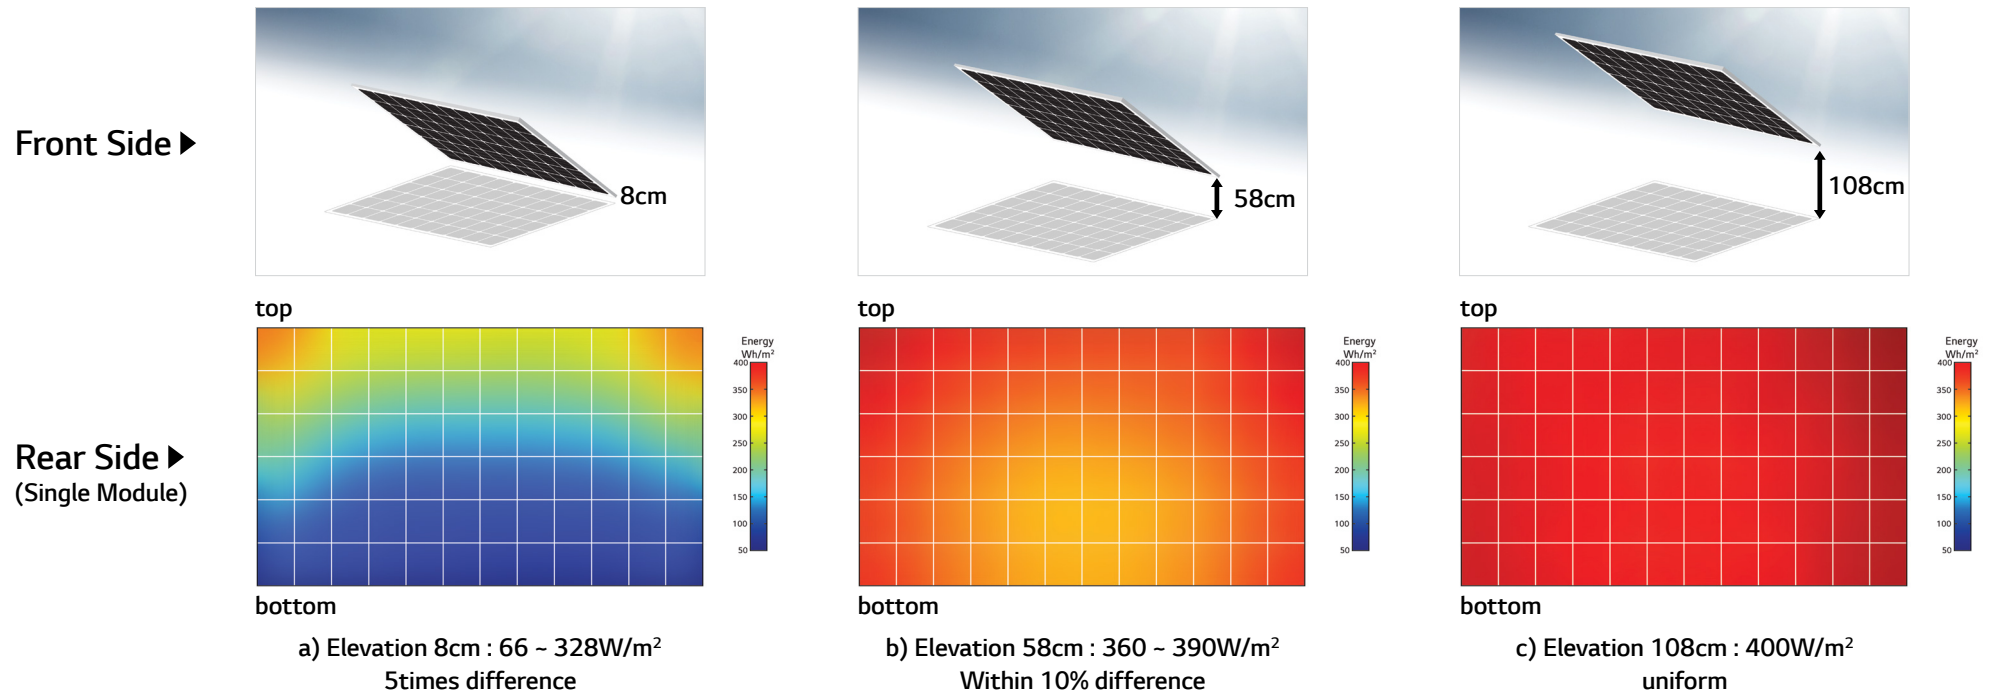 Front Side ▶
8cm
58cm
108cm
top
top
top
Rear Side ▶
(Single Module)
Energy
Wh/m²
400
350
300
250
200
150
100
50
Energy
Wh/m²
400
350
300
250
200
150
100
50
Energy
Wh/m²
400
350
300
250
200
150
100
50
bottom
bottom
bottom
a) Elevation 8cm : 66 ~ 328W/m²
5times difference
b) Elevation 58cm : 360 ~ 390W/m²
Within 10% difference
c) Elevation 108cm : 400W/m²
uniform